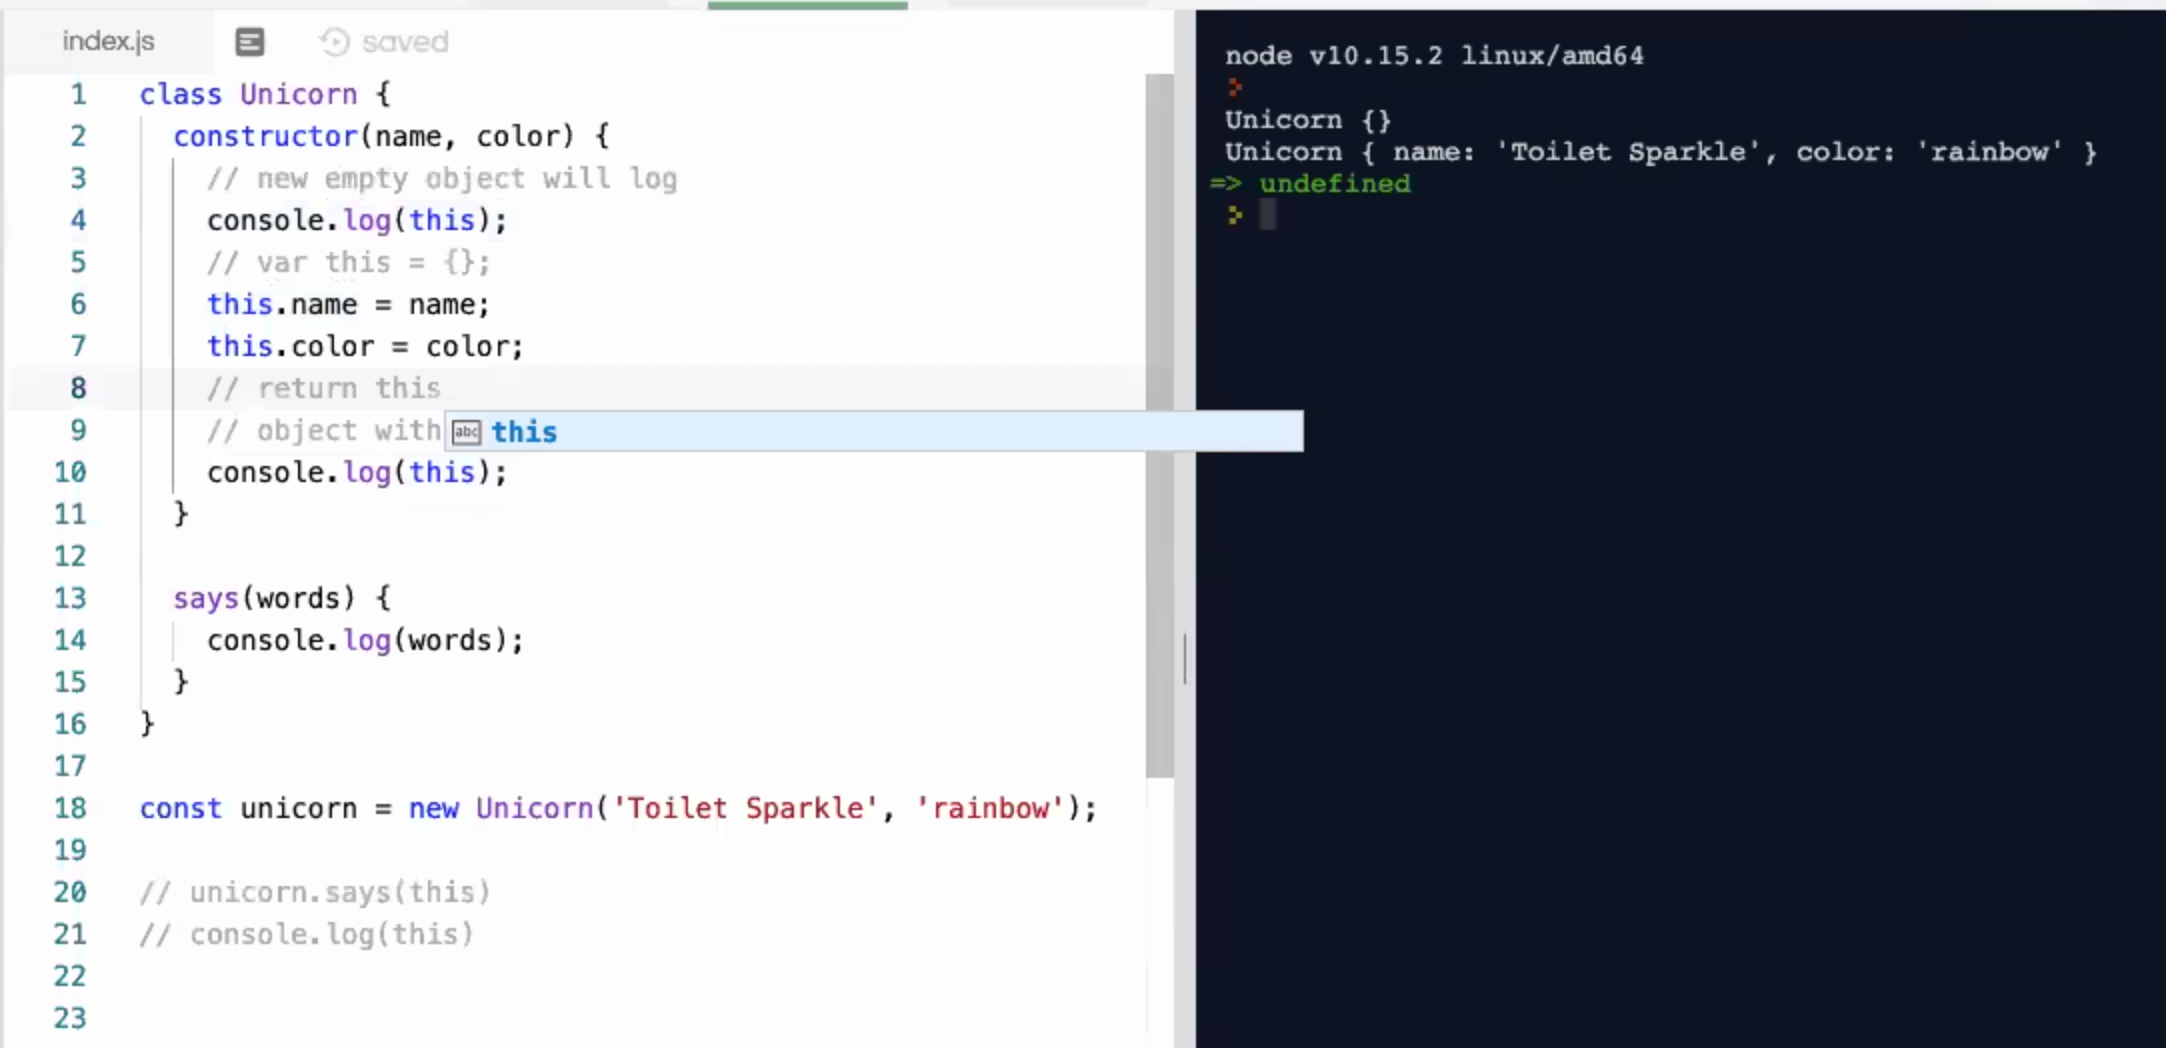 index.js saved
1 class Unicorn {
2 constructor(name, color) {
3 // new empty object will log
4 console.log(this);
5 // var this = {};
6 this.name = name;
7 this.color = color;
8 // return this
9 // object with
abc this
10 console.log(this);
11 }
12
13 says(words) {
14 console.log(words);
15 }
16 }
17
18 const unicorn = new Unicorn('Toilet Sparkle', 'rainbow');
19
20 // unicorn.says(this)
21 // console.log(this)
22
23
node v10.15.2 linux/amd64
>
Unicorn {}
Unicorn { name: 'Toilet Sparkle', color: 'rainbow' }
=> undefined
>